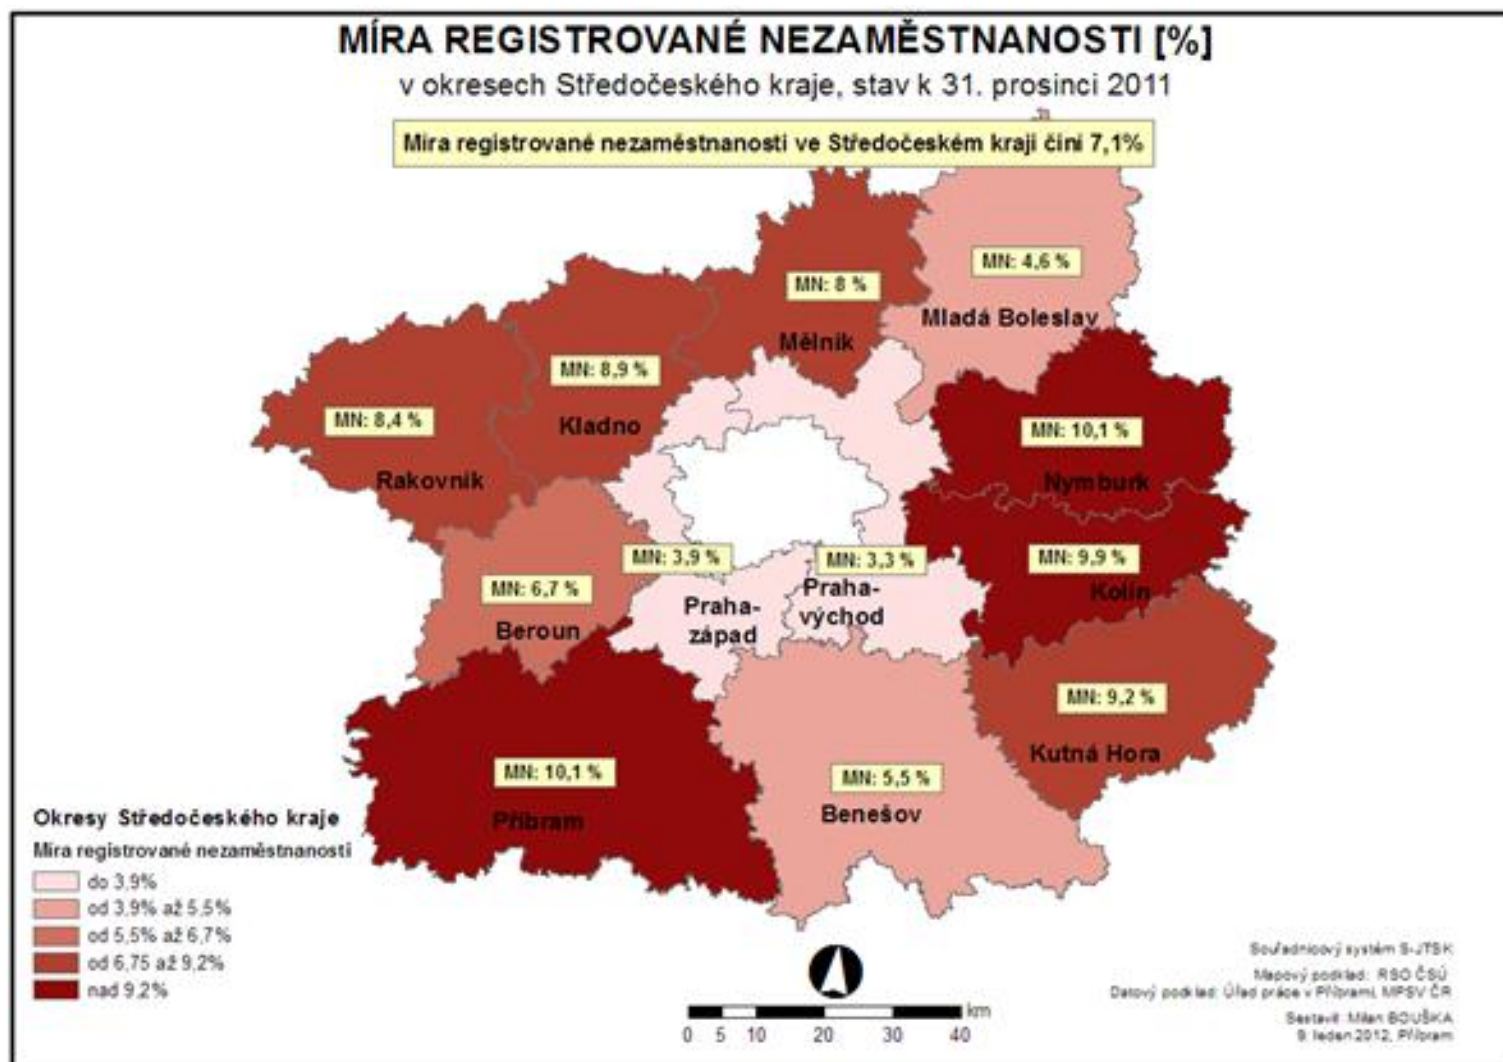 MÍRA REGISTROVANÉ NEZAMĚSTNANOSTI [%]
v okresech Středočeského kraje, stav k 31. prosinci 2011
Míra registrované nezaměstnanosti ve Středočeském kraji činí 7,1%
MN: 4,6 %
Mladá Boleslav
MN: 8 %
Mělník
MN: 8,9 %
Kladno
MN: 8,4 %
Rakovník
MN: 10,1 %
Nymburk
MN: 9,9 %
Kolín
MN: 3,9 %
Praha-
západ
MN: 3,3 %
Praha-
východ
MN: 6,7 %
Beroun
MN: 9,2 %
Kutná Hora
MN: 10,1 %
Příbram
MN: 5,5 %
Benešov
Okresy Středočeského kraje
Míra registrované nezaměstnanosti
do 3,9%
od 3,9% až 5,5%
od 5,5% až 6,7%
od 6,75 až 9,2%
nad 9,2%
km
0 5 10 20 30 40
Souřadnicový systém S-JTSK
Mapový podklad: RSO ČSÚ
Datový podklad: Úřad práce v Příbrami, MPSV ČR
Sestavil: Milan BOUŠKA
9. leden 2012, Příbram